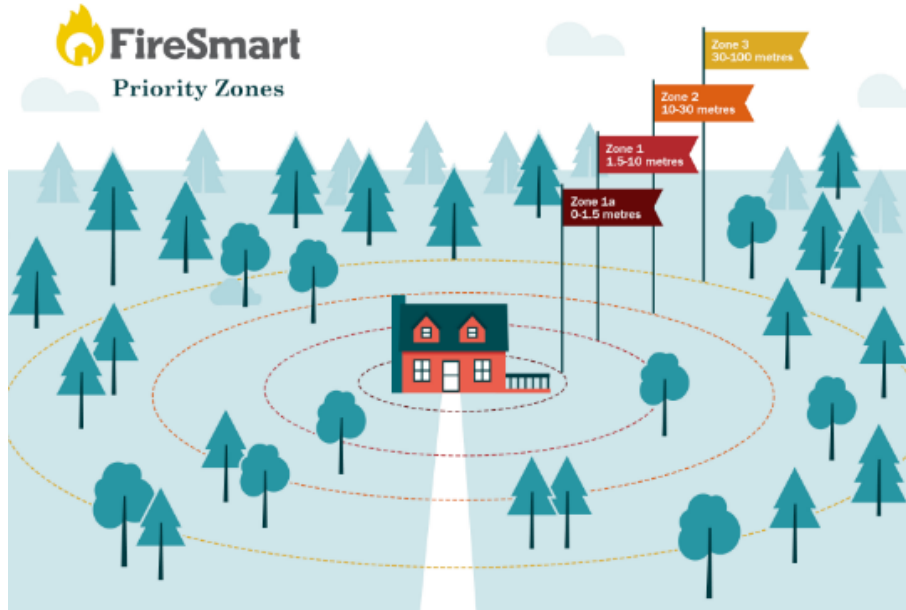 FireSmart
Priority Zones
Zone 3
30-100 metres
Zone 2
10-30 metres
Zone 1
1.5-10 metres
Zone 1a
0-1.5 metres